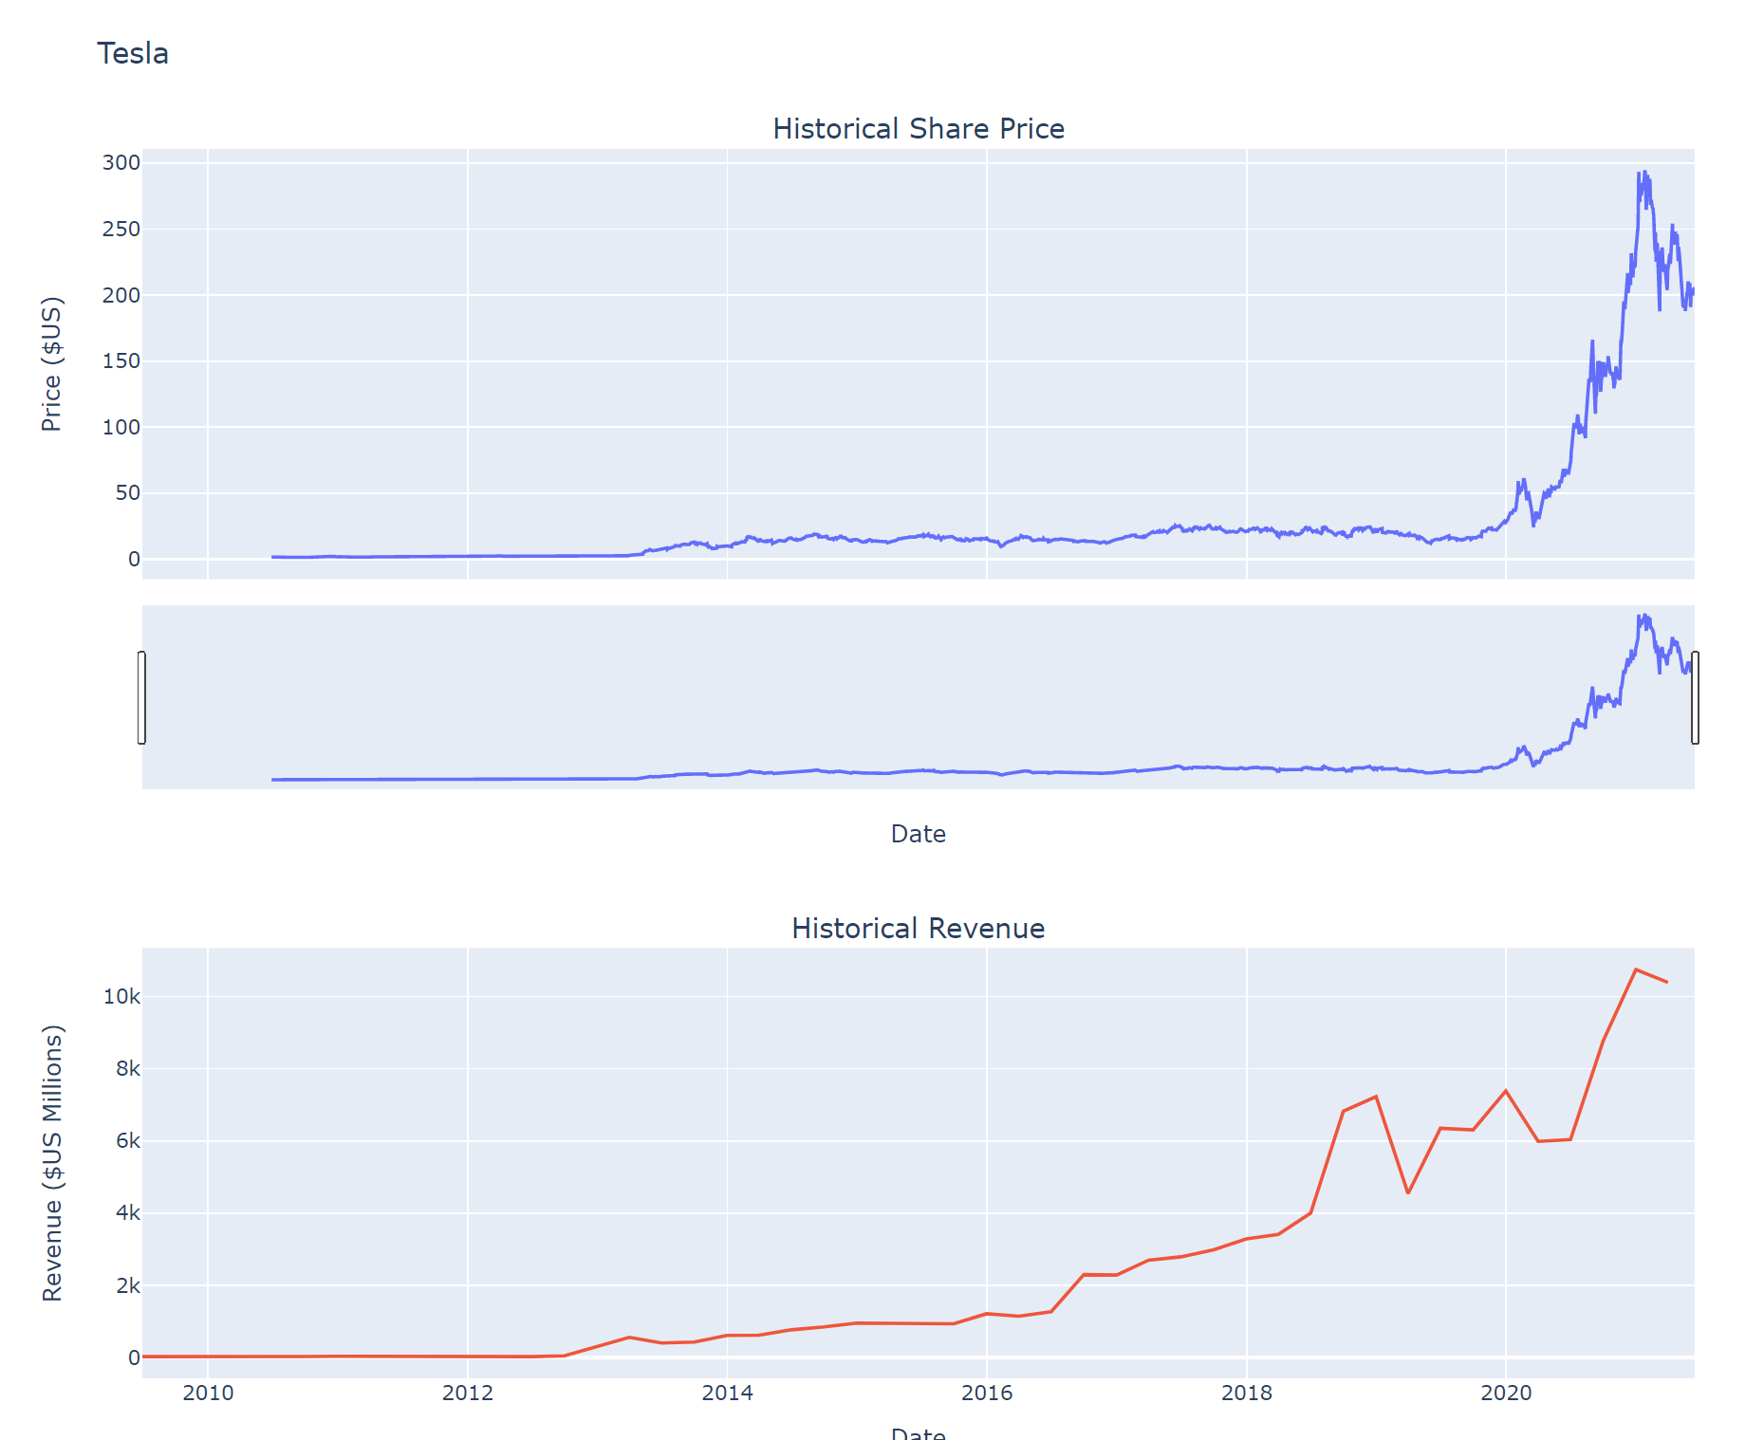 Tesla
Historical Share Price
300
250
200
150
100
50
0
Price ($US)
Date
Historical Revenue
10k
8k
6k
4k
2k
0
Revenue ($US Millions)
2010
2012
2014
2016
2018
2020
Date